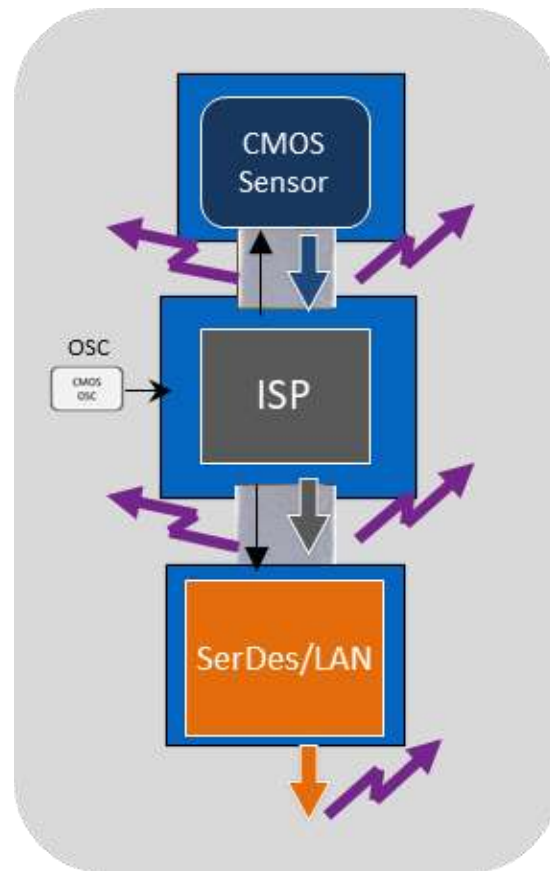 CMOS
Sensor
OSC
CMOS
OSC
ISP
SerDes/LAN